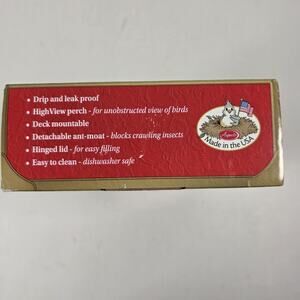 • Drip and leak proof
• HighView perch - for unobstructed view of birds
• Deck mountable
• Detachable ant-moat - blocks crawling insects
• Hinged lid - for easy filling
• Easy to clean - dishwasher safe
Aspects
Made in the USA